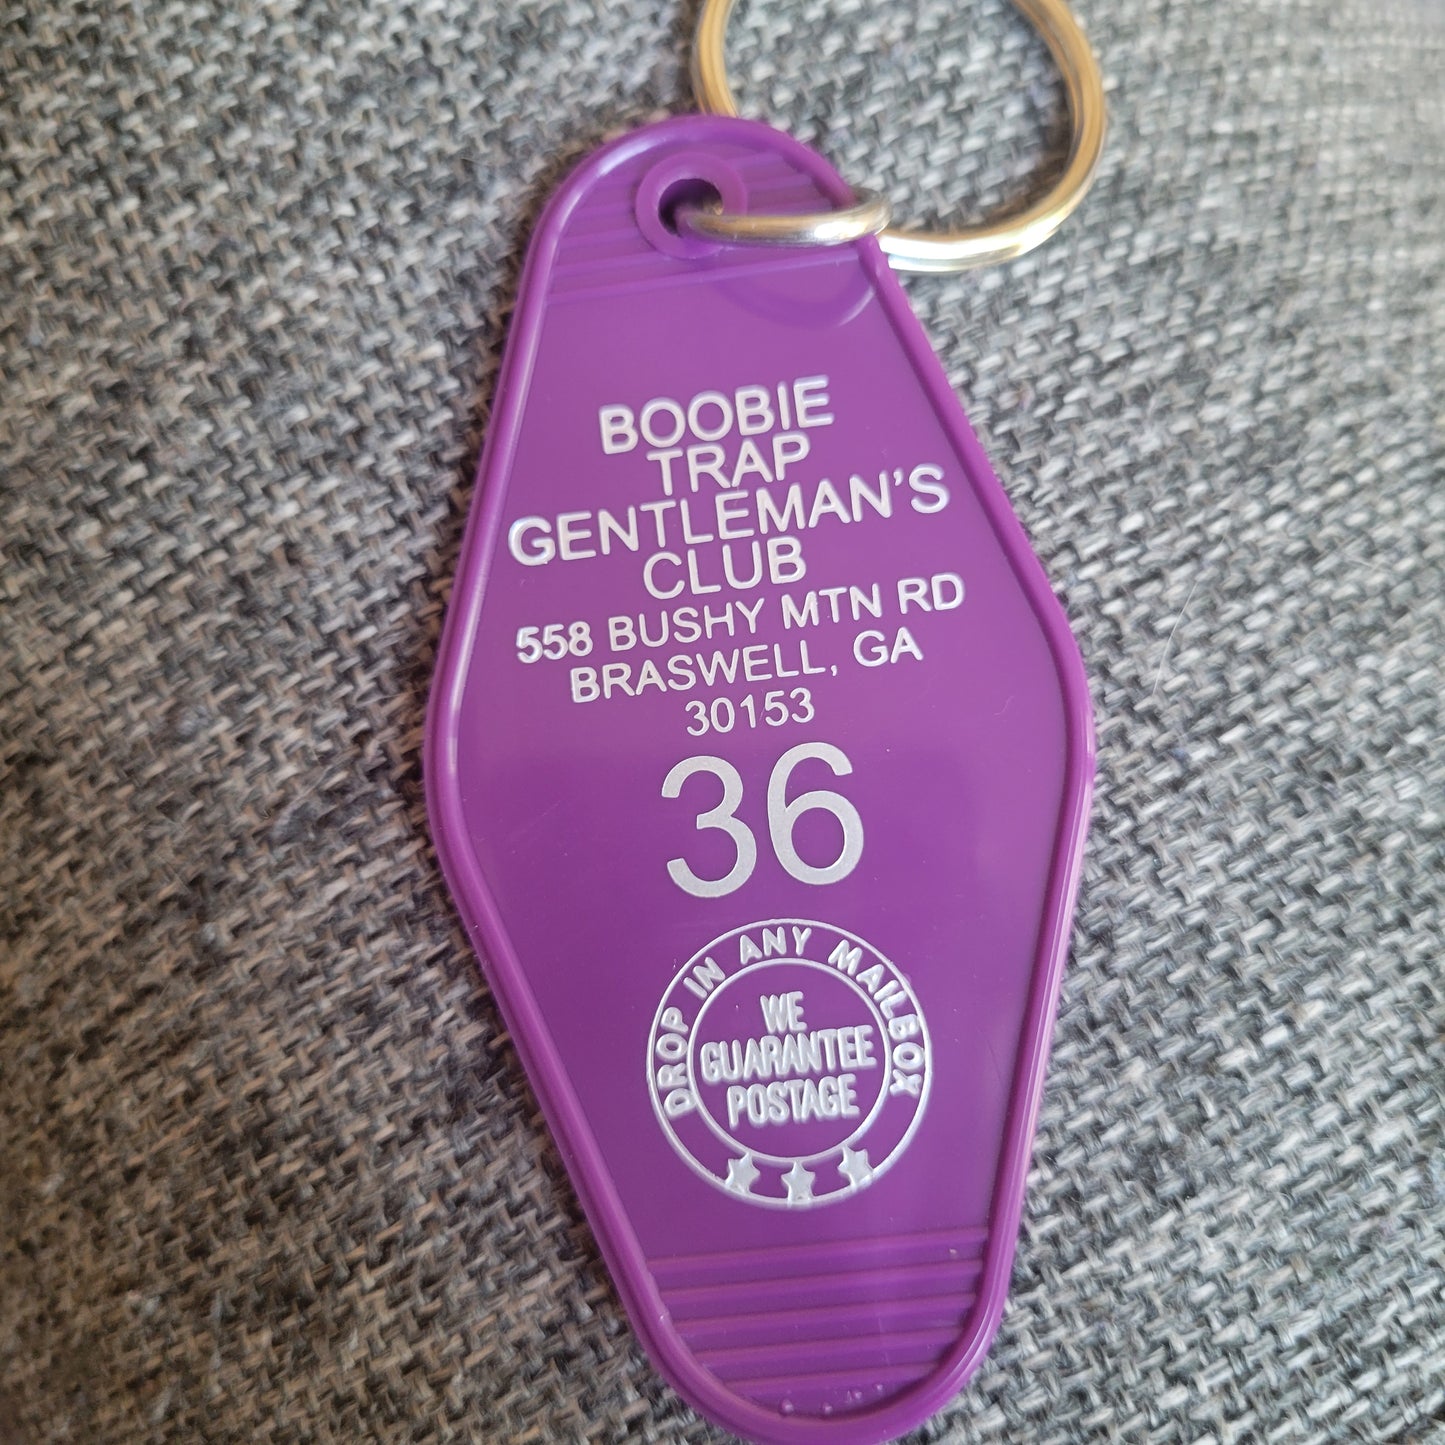 BOOBIE
TRAP
GENTLEMAN'S
CLUB
558 BUSHY MTN RD
BRASWELL, GA
30153
36
DROP IN ANY MAILBOX
WE
GUARANTEE
POSTAGE